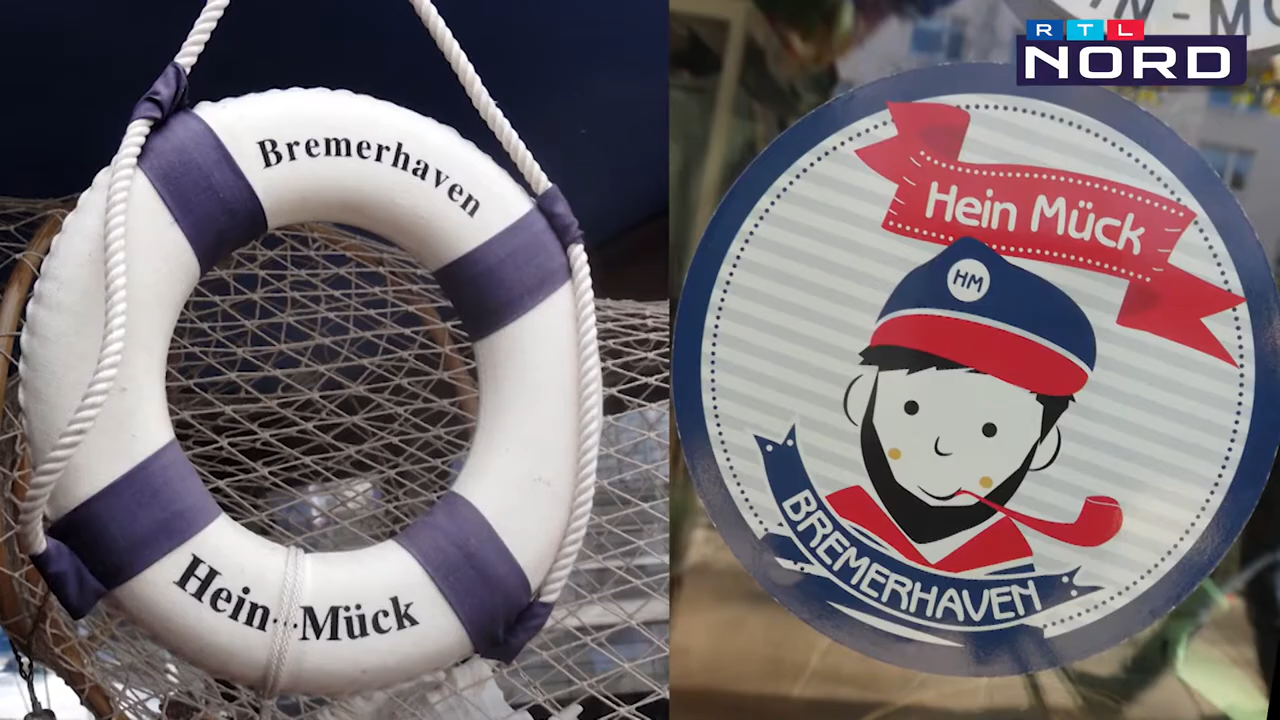 Bremerhaven
Hein Mück
RTL
NORD
Hein Mück
HM
BREMERHAVEN